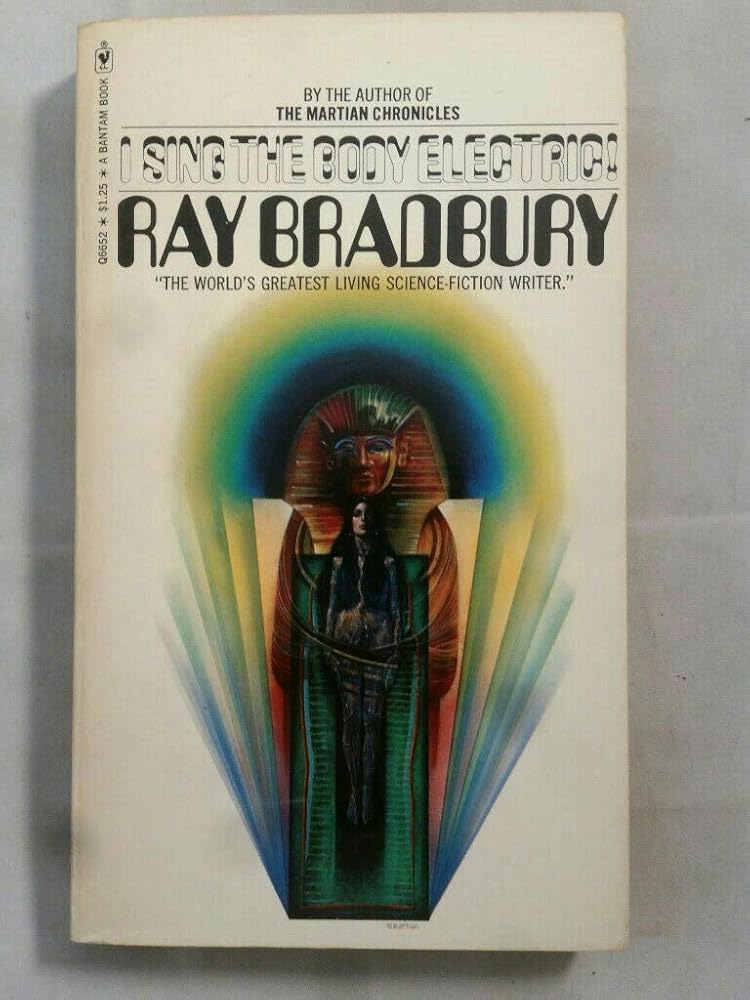 BY THE AUTHOR OF
THE MARTIAN CHRONICLES
I SING THE BODY ELECTRIC!
RAY BRADBURY
"THE WORLD'S GREATEST LIVING SCIENCE-FICTION WRITER."
Q6652 * $1.25 * A BANTAM BOOK
®